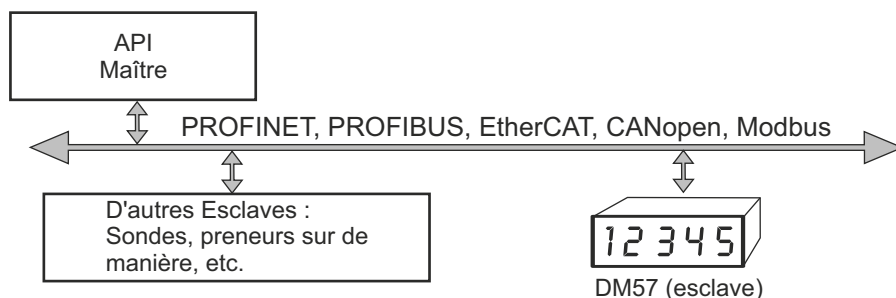 API
Maître
PROFINET, PROFIBUS, EtherCAT, CANopen, Modbus
D'autres Esclaves :
Sondes, preneurs sur de
manière, etc.
12345
DM57 (esclave)